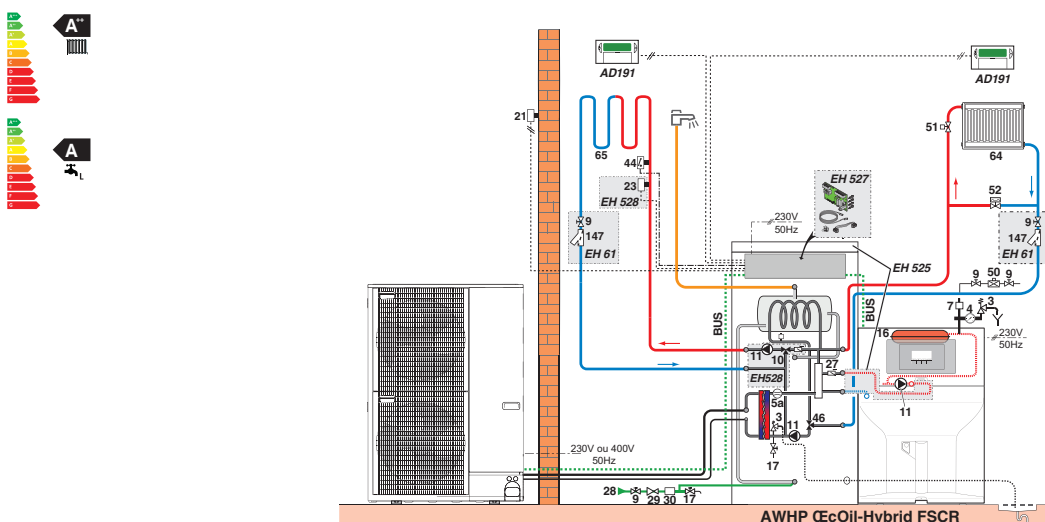 A++
A++
A+
A
B
C
D
E
F
G
A++
A+
A
B
C
D
E
F
G
A
L
AD191
AD191
21
51
65
64
44
23
EH 528
EH 527
52
9
147
EH 61
230V
50Hz
9
147
EH 61
EH 525
9
50
9
7
4
3
BUS
BUS
16
230V
50Hz
11
10
27
EH528
5a
11
3
11
46
17
230V ou 400V
50Hz
28
9
29
30
17
AWHP ŒcOil-Hybrid FSCR